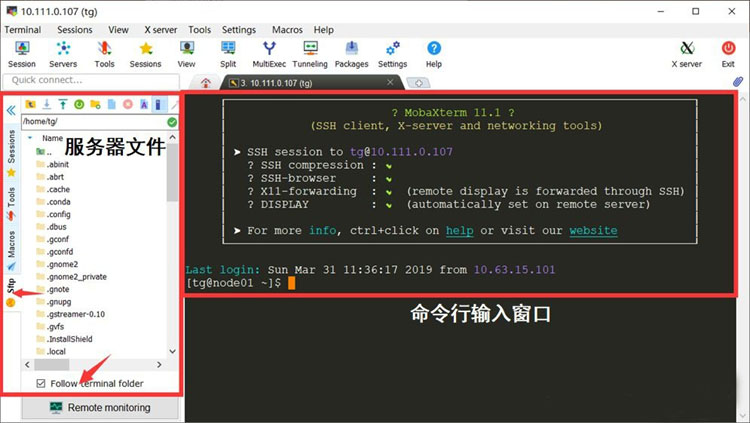 10.111.0.107 (tg)
Terminal Sessions View X server Tools Settings Macros Help
Session Servers Tools Sessions View Split MultiExec Tunneling Packages Settings Help X server Exit
Quick connect...
3. 10.111.0.107 (tg)
/home/tg/
Name
服务器文件
..
.abinit
.abrt
.cache
.conda
.config
.dbus
.gconf
.gconfd
.gnome2
.gnome2_private
.gnote
.gnupg
.gstreamer-0.10
.gvfs
.InstallShield
.local
Sessions
Tools
Macros
Sftp
Follow terminal folder
Remote monitoring
? MobaXterm 11.1 ?
(SSH client, X-server and networking tools)
➤ SSH session to tg@10.111.0.107
? SSH compression : ✔
? SSH-browser : ✔
? X11-forwarding : ✔ (remote display is forwarded through SSH)
? DISPLAY : ✔ (automatically set on remote server)
➤ For more info, ctrl+click on help or visit our website
Last login: Sun Mar 31 11:36:17 2019 from 10.63.15.101
[tg@node01 ~]$
命令行输入窗口